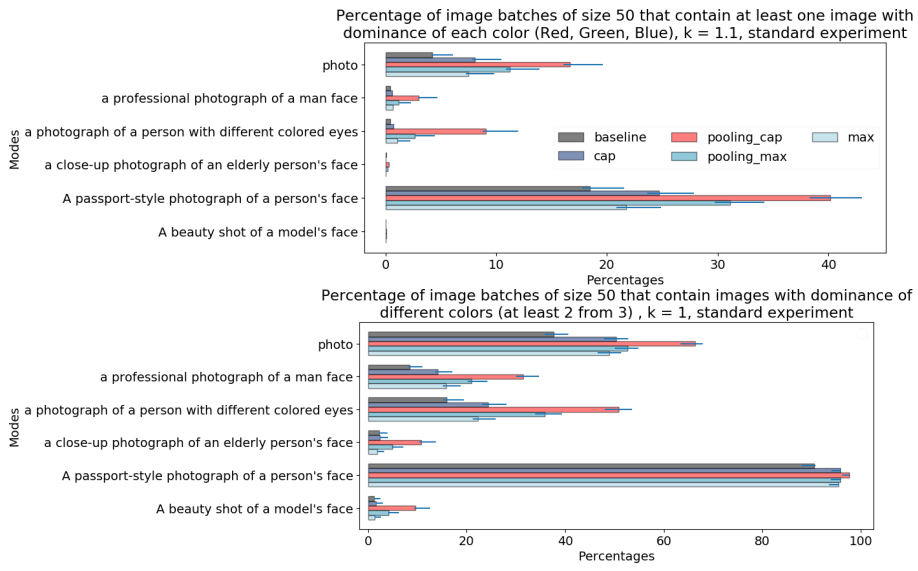 Percentage of image batches of size 50 that contain at least one image with
dominance of each color (Red, Green, Blue), k = 1.1, standard experiment
Modes
photo
a professional photograph of a man face
a photograph of a person with different colored eyes
a close-up photograph of an elderly person's face
A passport-style photograph of a person's face
A beauty shot of a model's face
baseline
cap
pooling_cap
pooling_max
max
0 10 20 30 40
Percentages
Percentage of image batches of size 50 that contain images with dominance of
different colors (at least 2 from 3) , k = 1, standard experiment
Modes
photo
a professional photograph of a man face
a photograph of a person with different colored eyes
a close-up photograph of an elderly person's face
A passport-style photograph of a person's face
A beauty shot of a model's face
0 20 40 60 80 100
Percentages